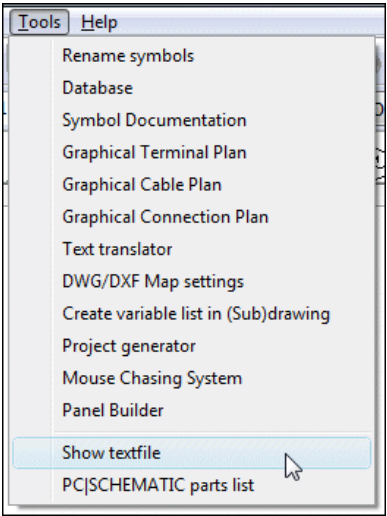 Tools Help
Rename symbols
Database
Symbol Documentation
Graphical Terminal Plan
Graphical Cable Plan
Graphical Connection Plan
Text translator
DWG/DXF Map settings
Create variable list in (Sub)drawing
Project generator
Mouse Chasing System
Panel Builder
Show textfile
PC|SCHEMATIC parts list